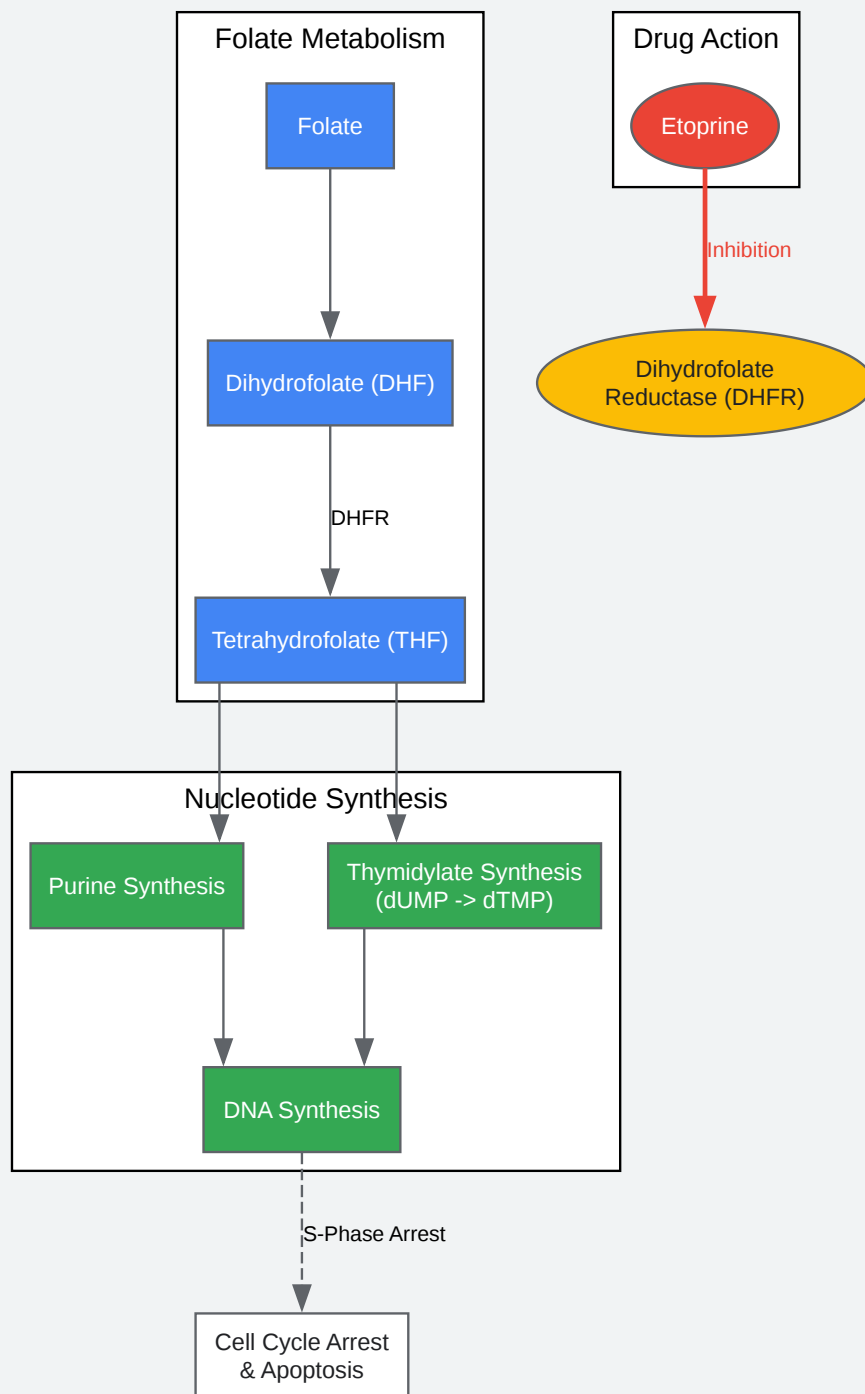 Folate Metabolism
Folate
Dihydrofolate (DHF)
DHFR
Tetrahydrofolate (THF)
Drug Action
Etoprine
Inhibition
Dihydrofolate
Reductase (DHFR)
Nucleotide Synthesis
Purine Synthesis
Thymidylate Synthesis
(dUMP -> dTMP)
DNA Synthesis
S-Phase Arrest
Cell Cycle Arrest
& Apoptosis